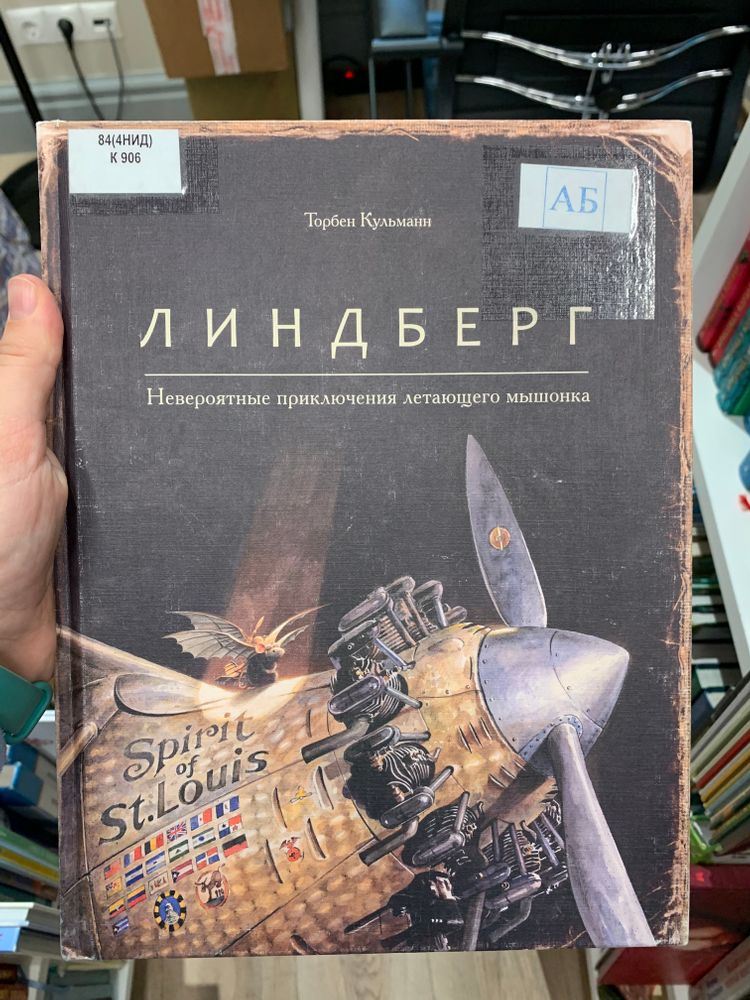 84(4НИД)
К 906
АБ
Торбен Кульманн
ЛИНДБЕРГ
Невероятные приключения летающего мышонка
Spirit
of
St. Louis